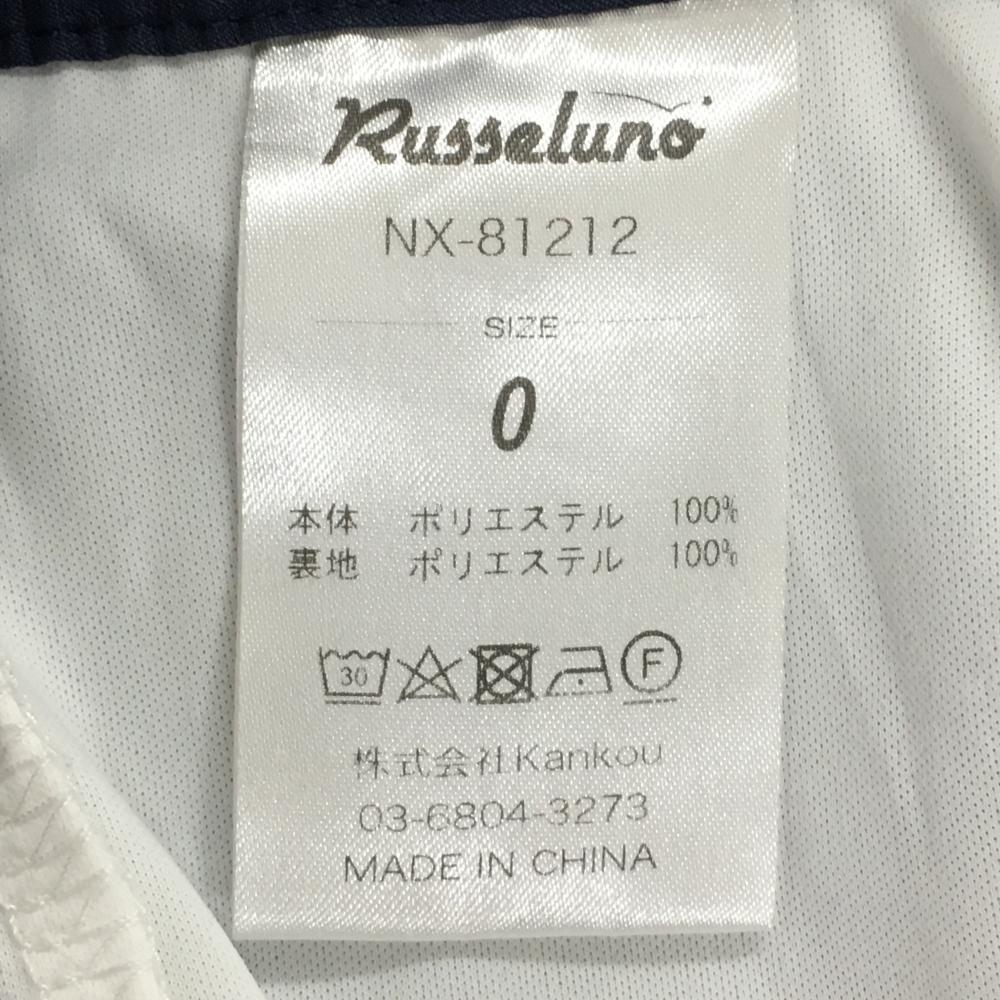 Russeluno
NX-81212
SIZE
0
本体 ポリエステル 100%
裏地 ポリエステル 100%
30 F
株式会社Kankou
03-6804-3273
MADE IN CHINA